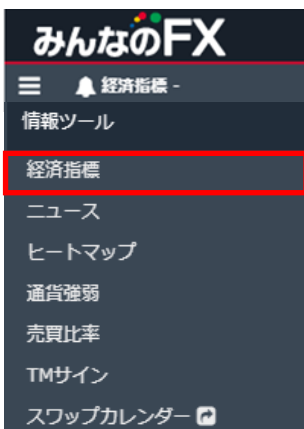 みんなのFX
経済指標 -
情報ツール
経済指標
ニュース
ヒートマップ
通貨強弱
売買比率
TMサイン
スワップカレンダー